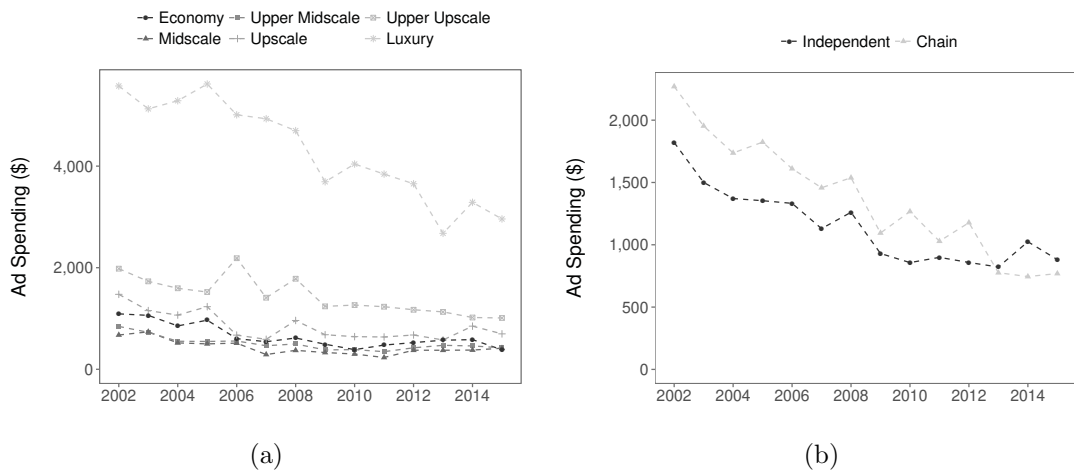 Economy Upper Midscale Upper Upscale
Midscale Upscale Luxury
Ad Spending ($)
4,000
2,000
0
2002 2004 2006 2008 2010 2012 2014
(a)
Independent Chain
Ad Spending ($)
2,000
1,500
1,000
500
0
2002 2004 2006 2008 2010 2012 2014
(b)